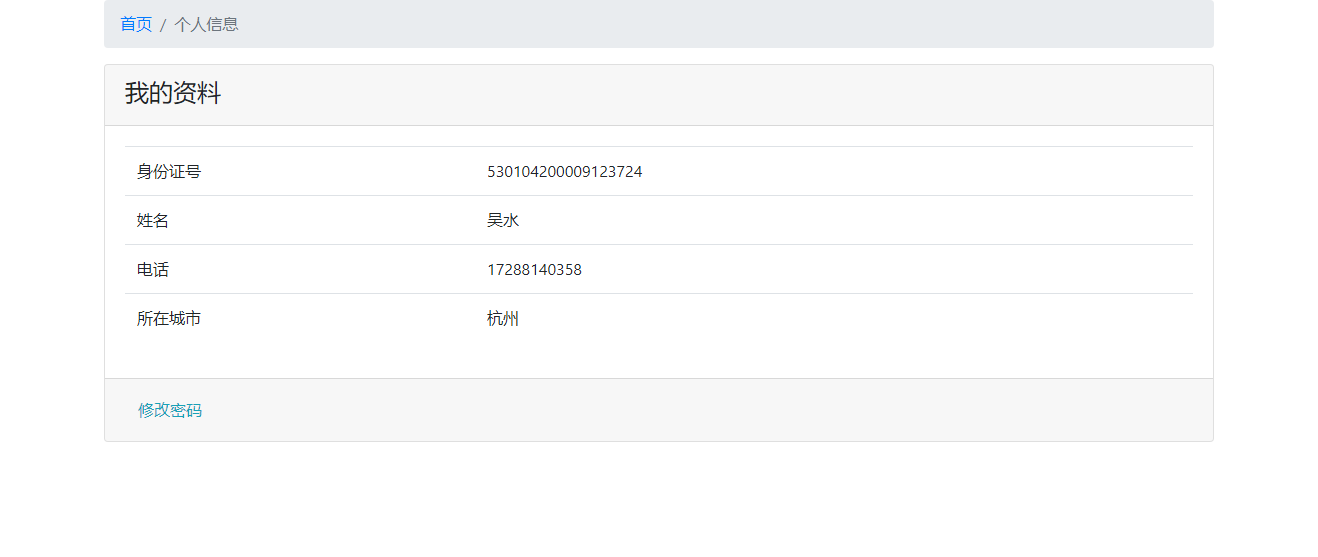 首页 / 个人信息
我的资料
身份证号 530104200009123724
姓名 吴水
电话 17288140358
所在城市 杭州
修改密码